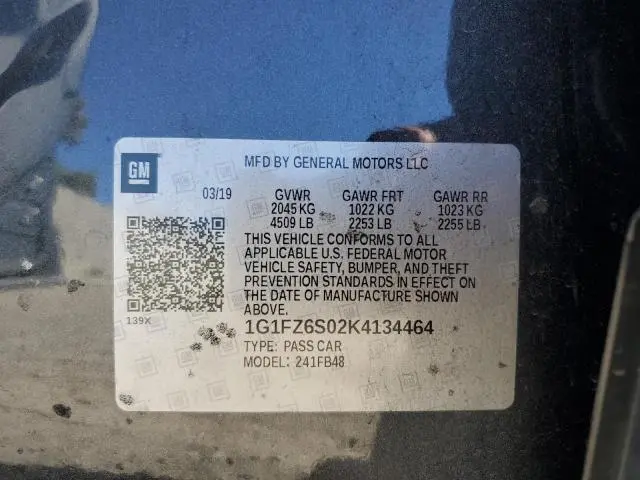 GM
MFD BY GENERAL MOTORS LLC
03/19 GVWR GAWR FRT GAWR RR
2045 KG 1022 KG 1023 KG
4509 LB 2253 LB 2255 LB
THIS VEHICLE CONFORMS TO ALL
APPLICABLE U.S. FEDERAL MOTOR
VEHICLE SAFETY, BUMPER, AND THEFT
PREVENTION STANDARDS IN EFFECT ON
THE DATE OF MANUFACTURE SHOWN
ABOVE.
139X
1G1FZ6S02K4134464
TYPE: PASS CAR
MODEL: 241FB48